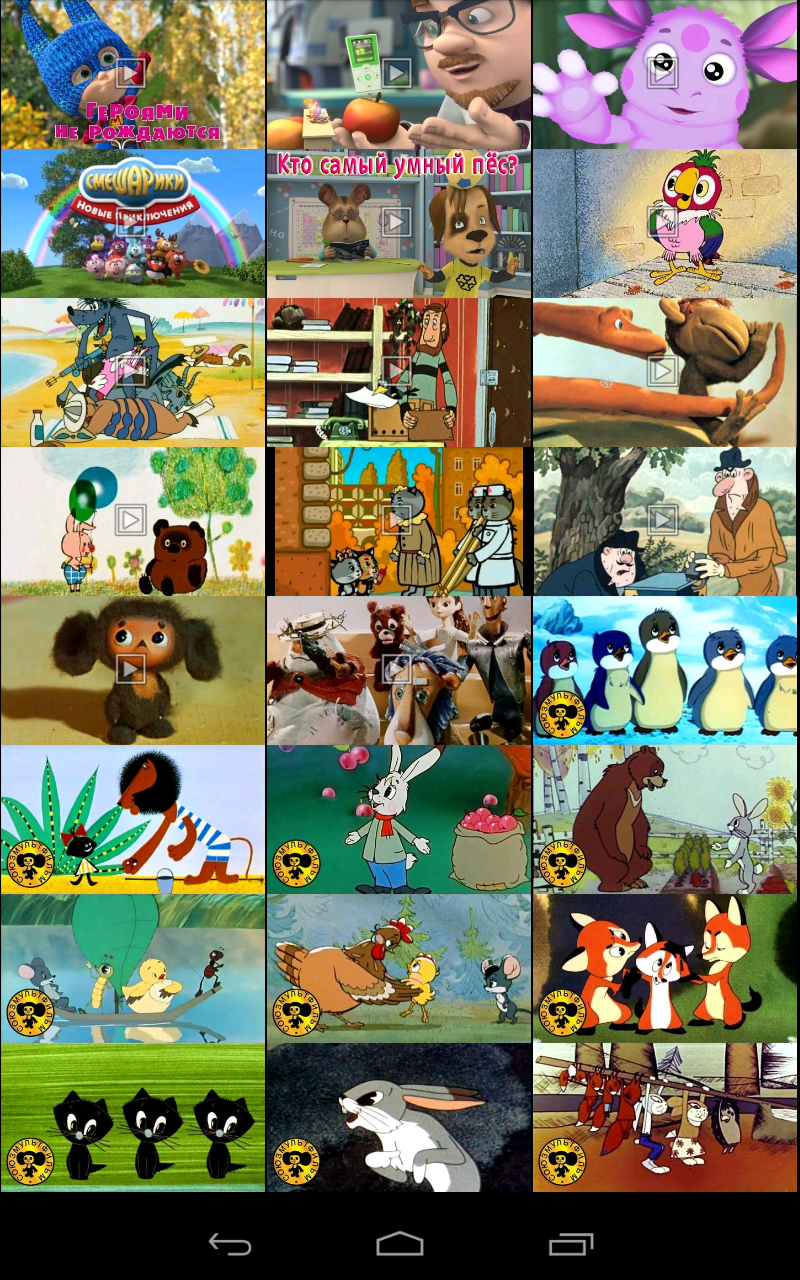 ГЕРОЯМИ
НЕ РОЖДАЮТСЯ
СМЕШАРИКИ
НОВЫЕ ПРИКЛЮЧЕНИЯ
Кто самый умный пёс?
СОЮЗМУЛЬТФИЛЬМ
СОЮЗМУЛЬТФИЛЬМ
СОЮЗМУЛЬТФИЛЬМ
СОЮЗМУЛЬТФИЛЬМ
СОЮЗМУЛЬТФИЛЬМ
СОЮЗМУЛЬТФИЛЬМ
СОЮЗМУЛЬТФИЛЬМ
СОЮЗМУЛЬТФИЛЬМ
СОЮЗМУЛЬТФИЛЬМ
СОЮЗМУЛЬТФИЛЬМ